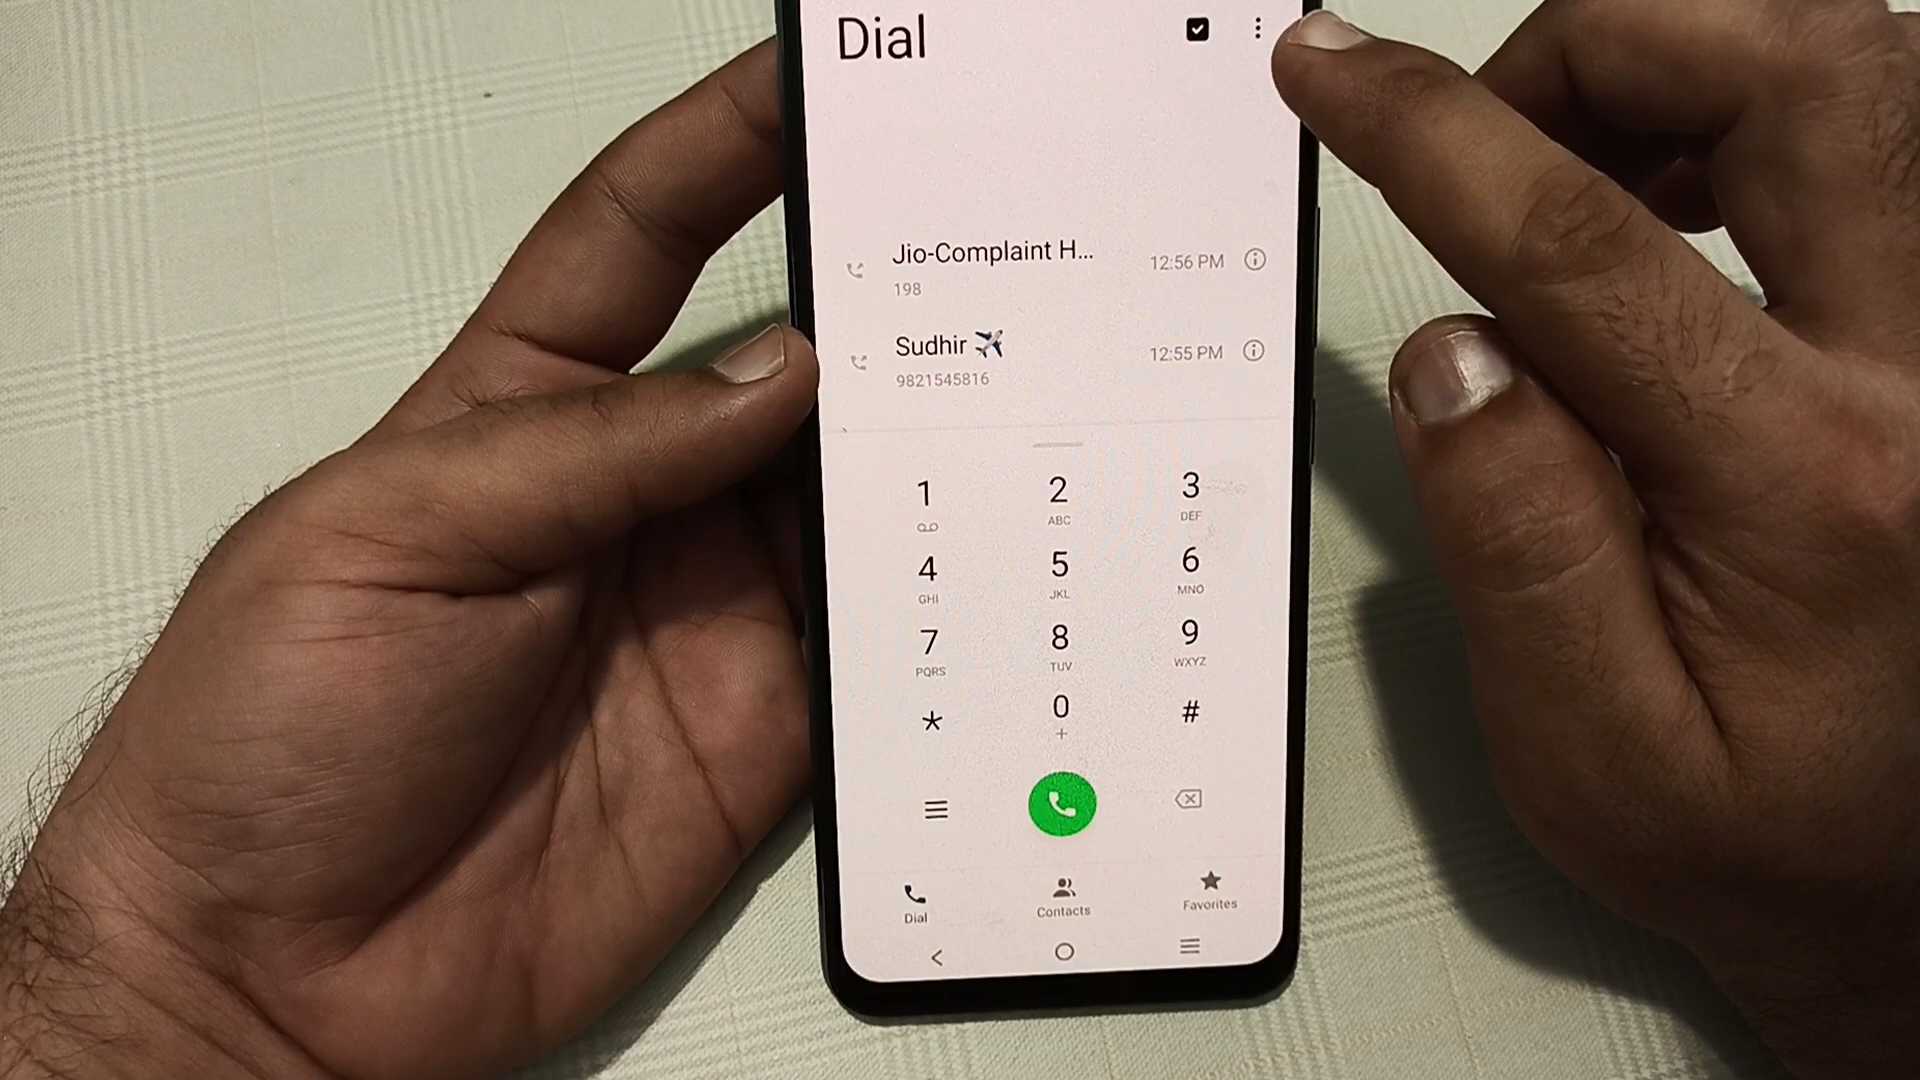 Dial
Jio-Complaint H...
12:56 PM
198
Sudhir ✈️
12:55 PM
9821545816
1
2
ABC
3
DEF
4
GHI
5
JKL
6
MNO
7
PQRS
8
TUV
9
WXYZ
*
0
+
#
Dial
Contacts
Favorites